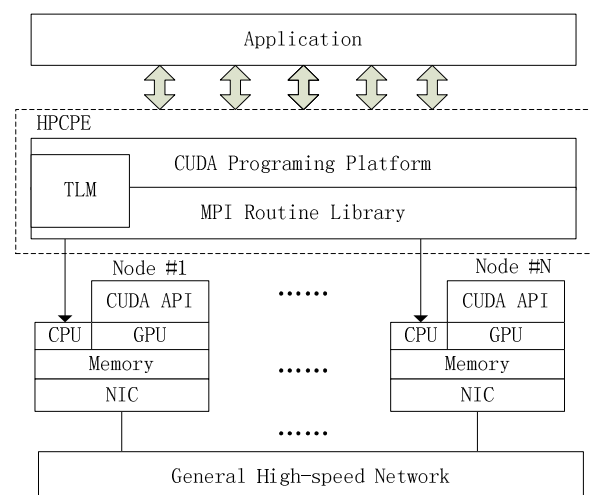 Application
HPCPE
CUDA Programing Platform
TLM
MPI Routine Library
Node #1
Node #N
CUDA API
......
CUDA API
CPU
GPU
CPU
GPU
Memory
......
Memory
NIC
NIC
......
General High-speed Network